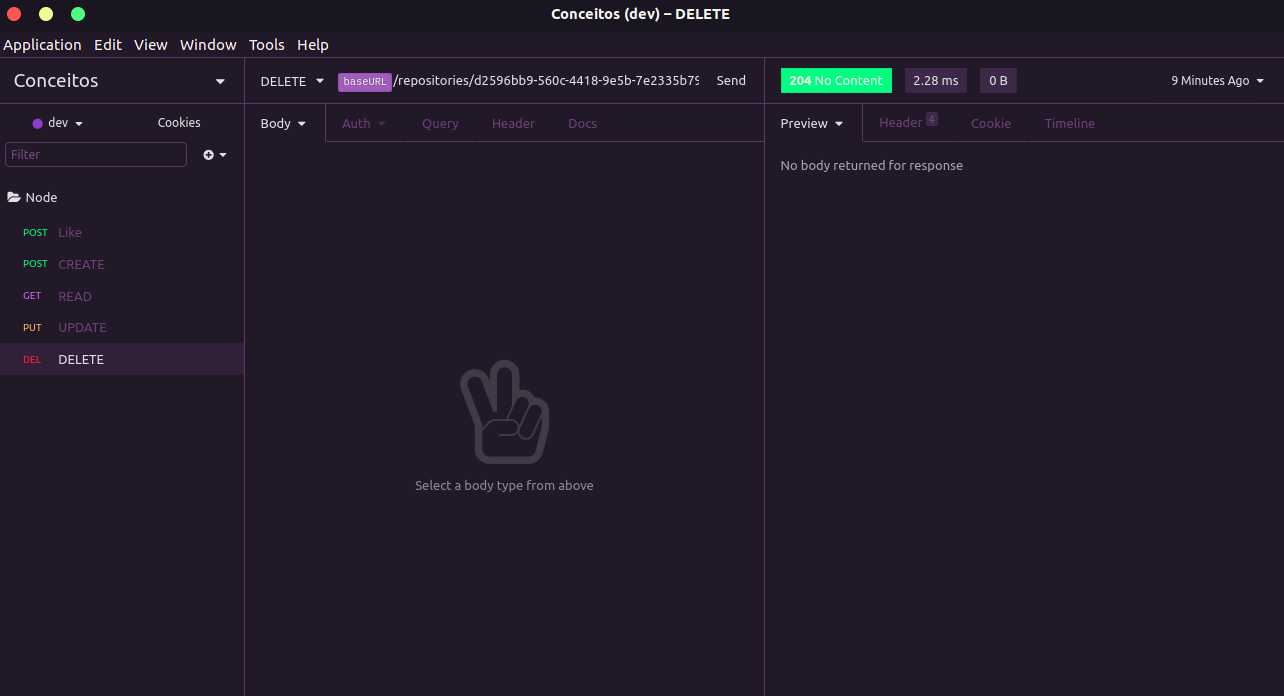 Conceitos (dev) – DELETE
Application Edit View Window Tools Help
Conceitos
DELETE baseURL/repositories/d2596bb9-560c-4418-9e5b-7e2335b79 Send
204 No Content 2.28 ms 0 B 9 Minutes Ago
dev Cookies
Body Auth Query Header Docs
Preview Header 4 Cookie Timeline
Filter
No body returned for response
Node
POST Like
POST CREATE
GET READ
PUT UPDATE
DEL DELETE
Select a body type from above